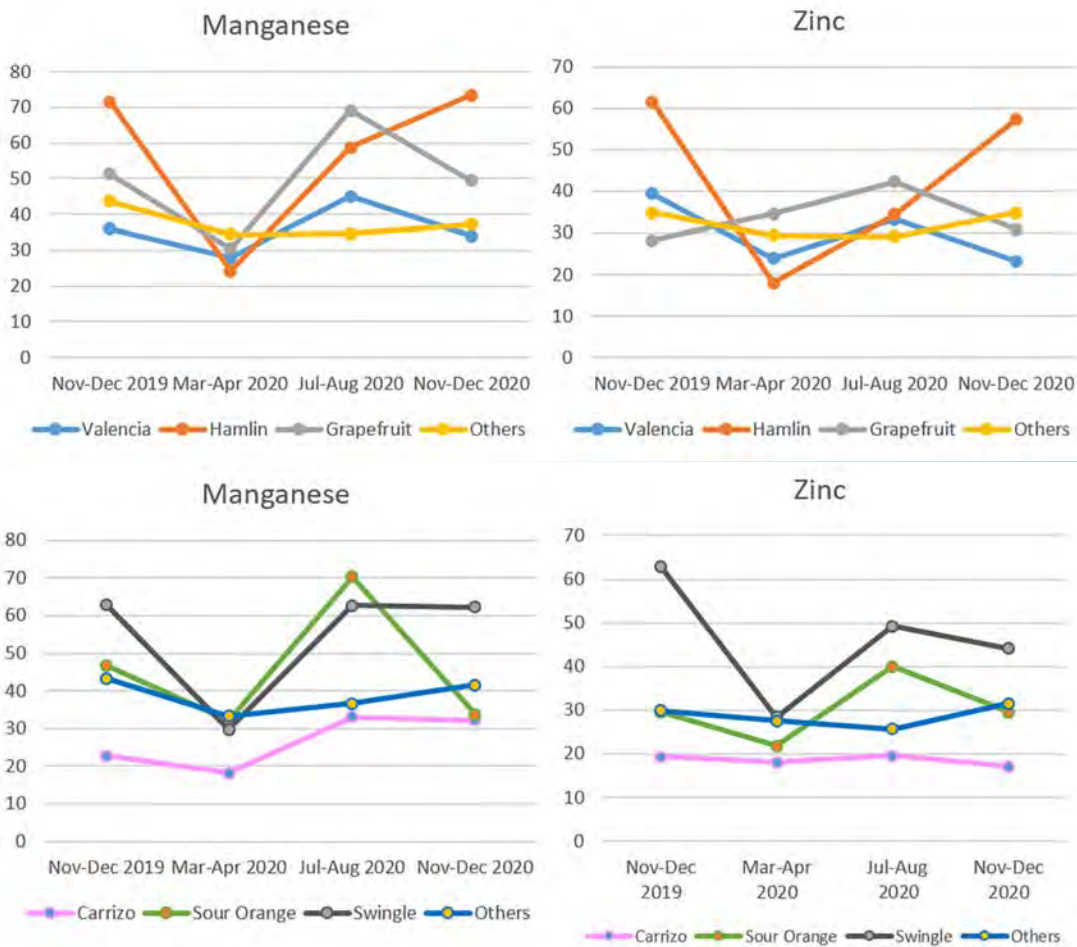 Manganese
80
70
60
50
40
30
20
10
0
Nov-Dec 2019 Mar-Apr 2020 Jul-Aug 2020 Nov-Dec 2020
Valencia Hamlin Grapefruit Others
Zinc
70
60
50
40
30
20
10
0
Nov-Dec 2019 Mar-Apr 2020 Jul-Aug 2020 Nov-Dec 2020
Valencia Hamlin Grapefruit Others
Manganese
80
70
60
50
40
30
20
10
0
Nov-Dec 2019 Mar-Apr 2020 Jul-Aug 2020 Nov-Dec 2020
Carrizo Sour Orange Swingle Others
Zinc
70
60
50
40
30
20
10
0
Nov-Dec Mar-Apr Jul-Aug Nov-Dec
2019 2020 2020 2020
Carrizo Sour Orange Swingle Others